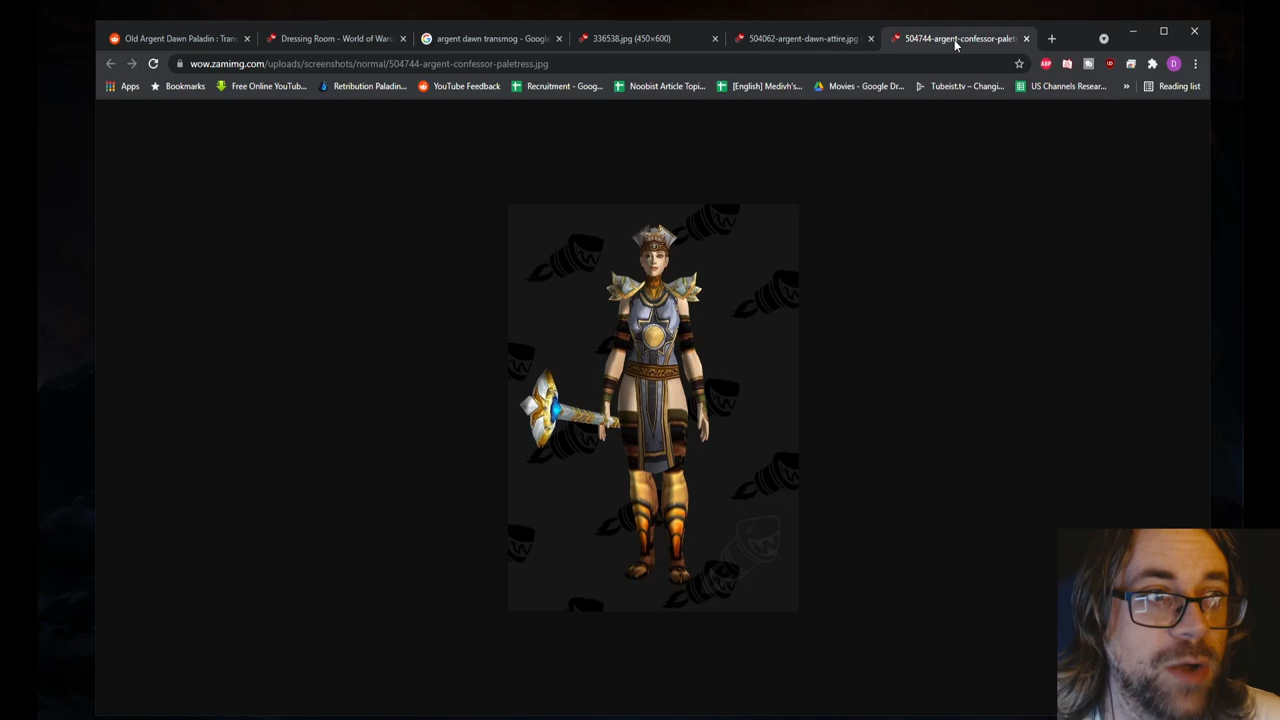 Old Argent Dawn Paladin : Tran
Dressing Room - World of Warc
argent dawn transmog - Google
336538.jpg (450×600)
504062-argent-dawn-attire.jpg
504744-argent-confessor-palet
wow.zamimg.com/uploads/screenshots/normal/504744-argent-confessor-paletress.jpg
Apps
Bookmarks
Free Online YouTub...
Retribution Paladin...
YouTube Feedback
Recruitment - Goog...
Noobist Article Topi...
[English] Medivh's...
Movies - Google Dr...
Tubeist.tv – Changi...
US Channels Resear...
»
Reading list
ABP
D